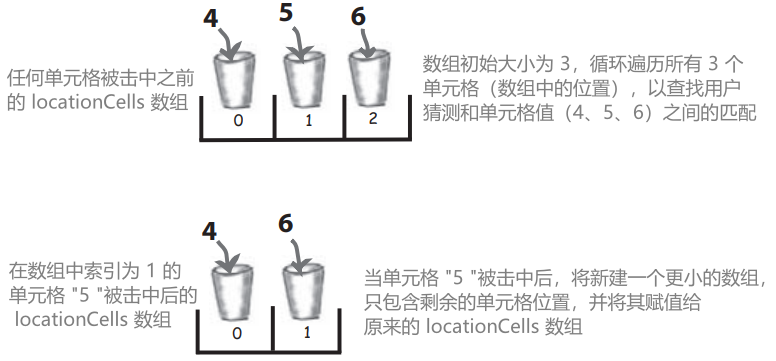 4 5 6
任何单元格被击中之前
的 locationCells 数组
0 1 2
数组初始大小为 3，循环遍历所有 3 个
单元格（数组中的位置），以查找用户
猜测和单元格值（4、5、6）之间的匹配
4 6
在数组中索引为 1 的
单元格 "5 "被击中后的
locationCells 数组
0 1
当单元格 "5 "被击中后，将新建一个更小的数组，
只包含剩余的单元格位置，并将其赋值给
原来的 locationCells 数组